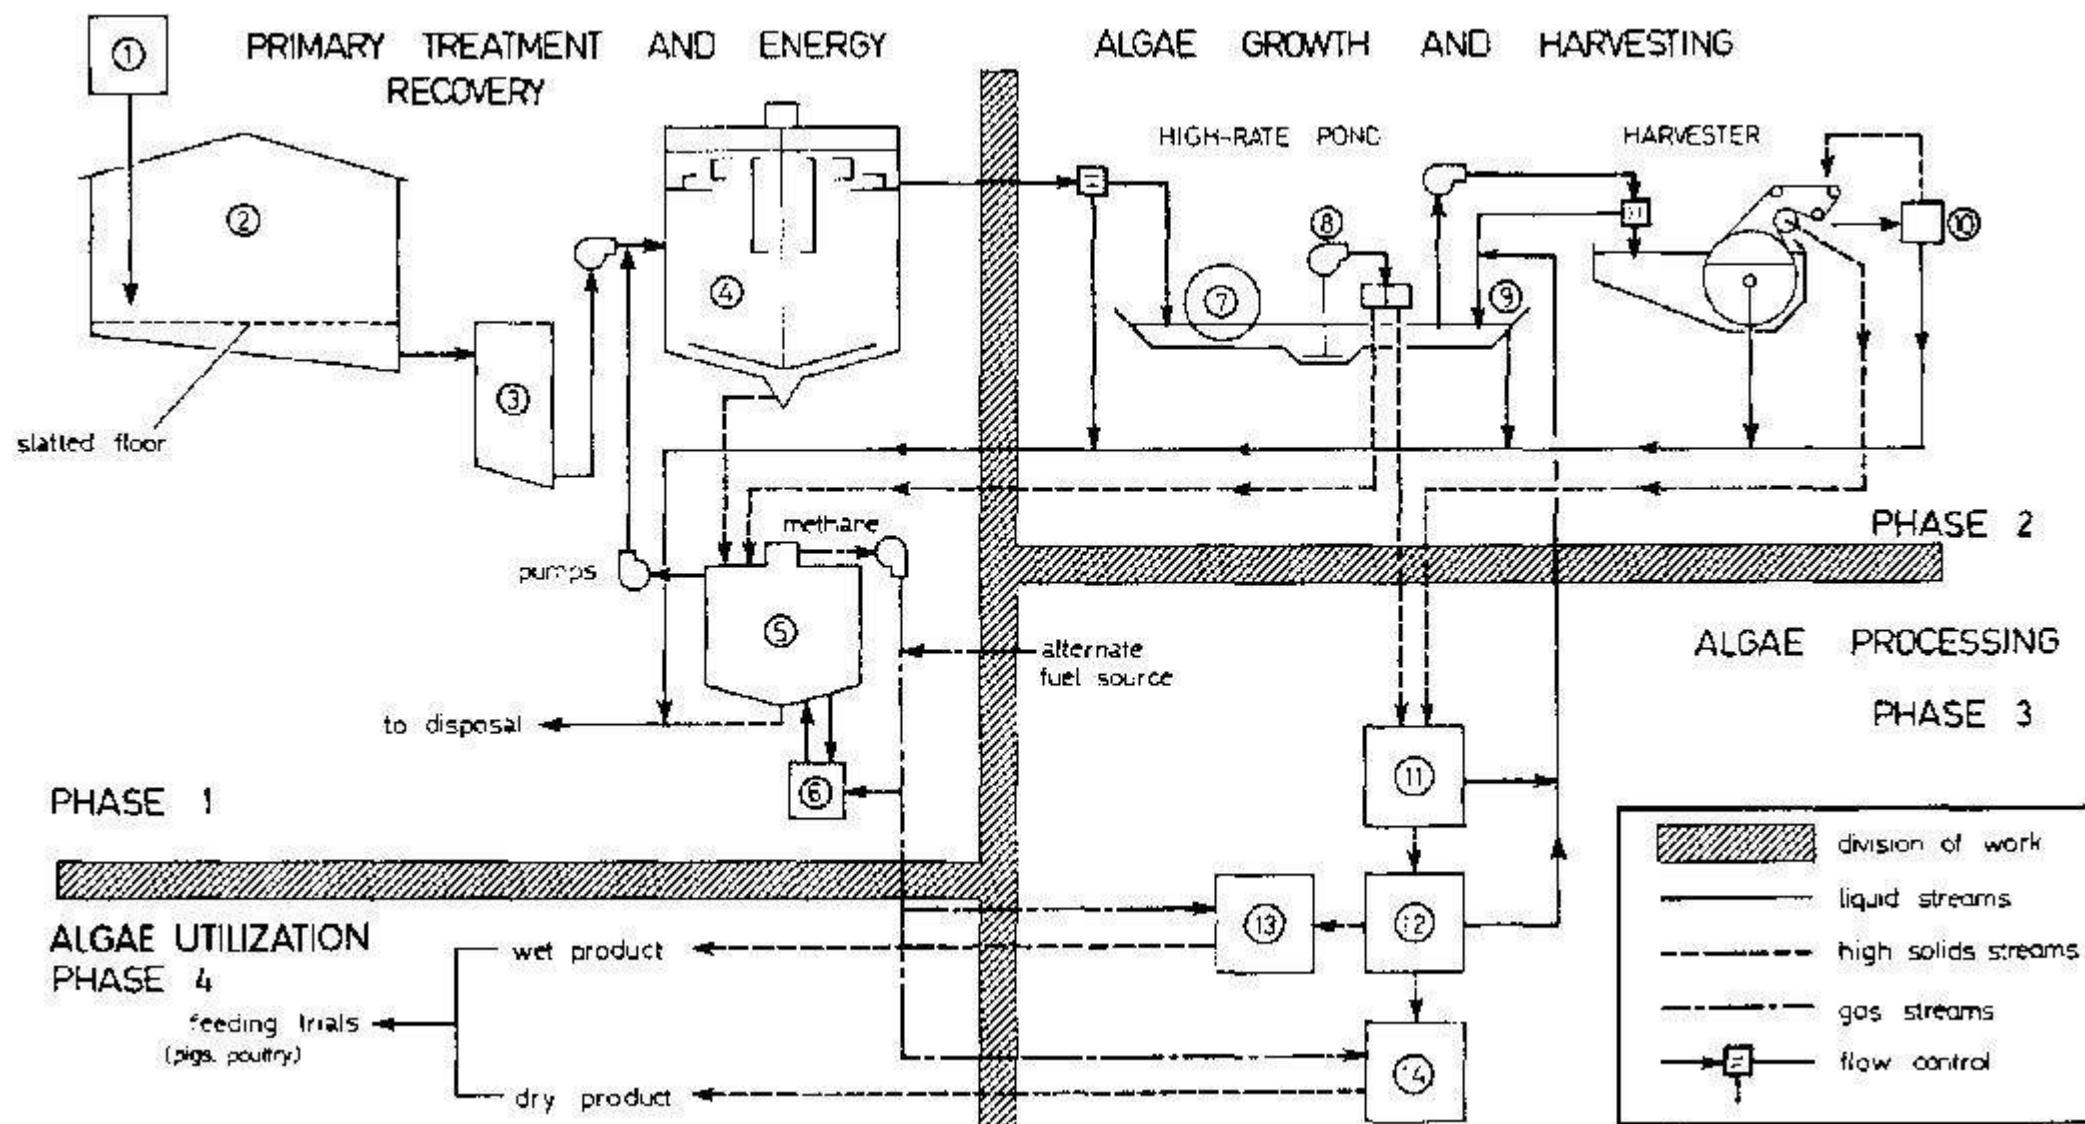 PRIMARY TREATMENT AND ENERGY
RECOVERY
ALGAE GROWTH AND HARVESTING
1
2
3
4
slatted floor
HIGH-RATE POND
HARVESTER
7
8
9
10
PHASE 2
methane
pumps
5
6
alternate
fuel source
to disposal
PHASE 1
ALGAE PROCESSING
PHASE 3
11
12
13
14
ALGAE UTILIZATION
PHASE 4
wet product
feeding trials
(pigs, poultry)
dry product
division of work
liquid streams
high solids streams
gas streams
flow control